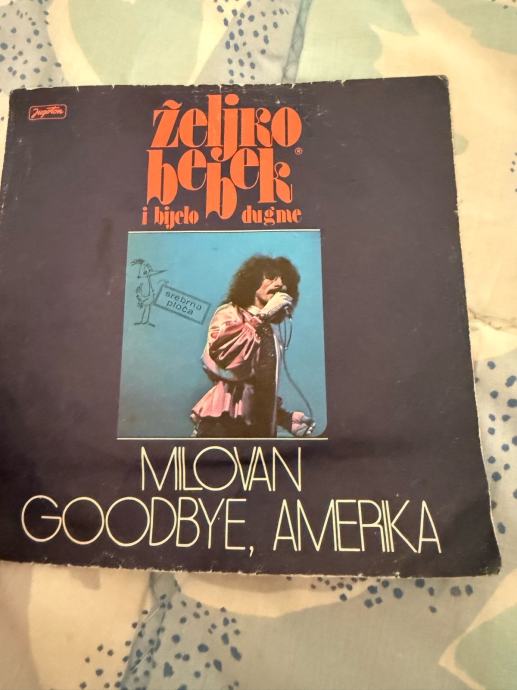 Jugoton
željko
bebek®
i bijelo dugme
srebrna
ploča
MILOVAN
GOODBYE, AMERIKA